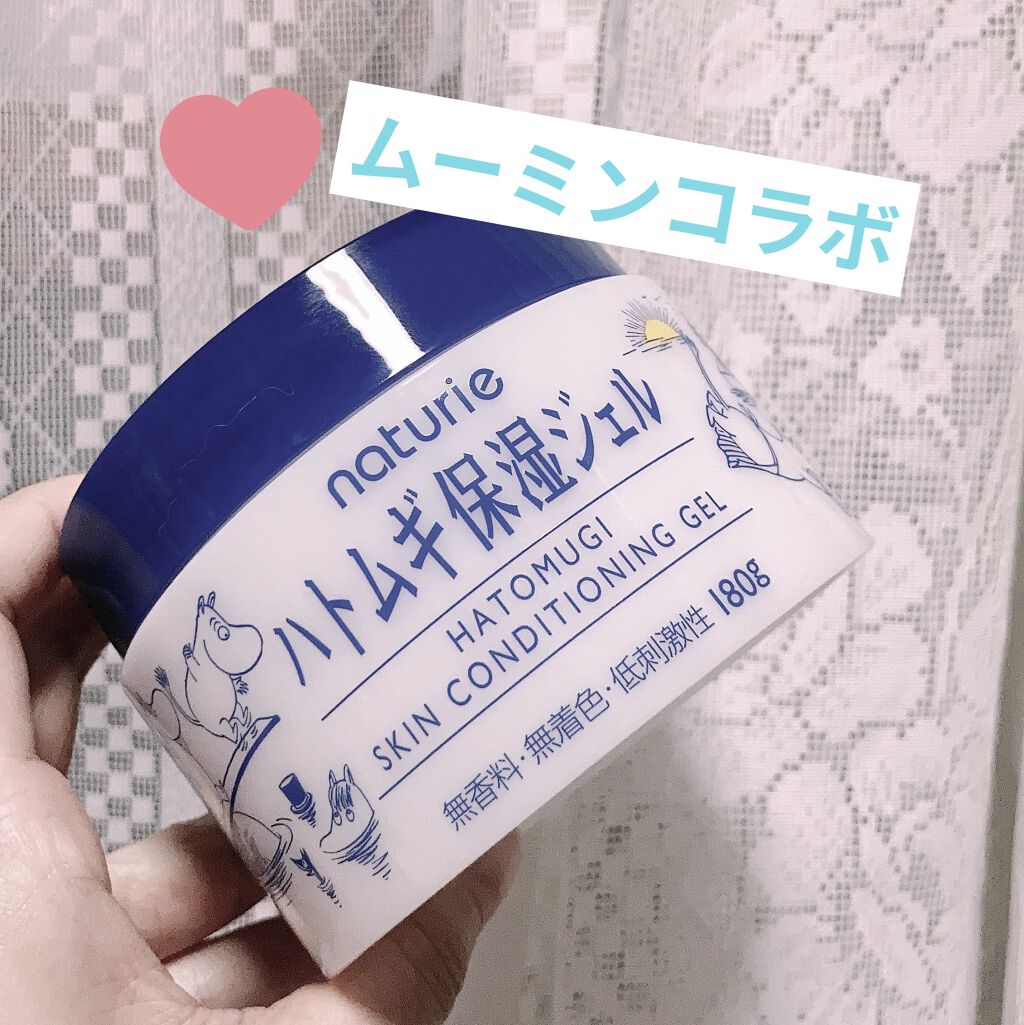 ムーミンコラボ
naturie
ハトムギ保湿ジェル
HATOMUGI
SKIN CONDITIONING GEL
無香料・無着色・低刺激性 180g